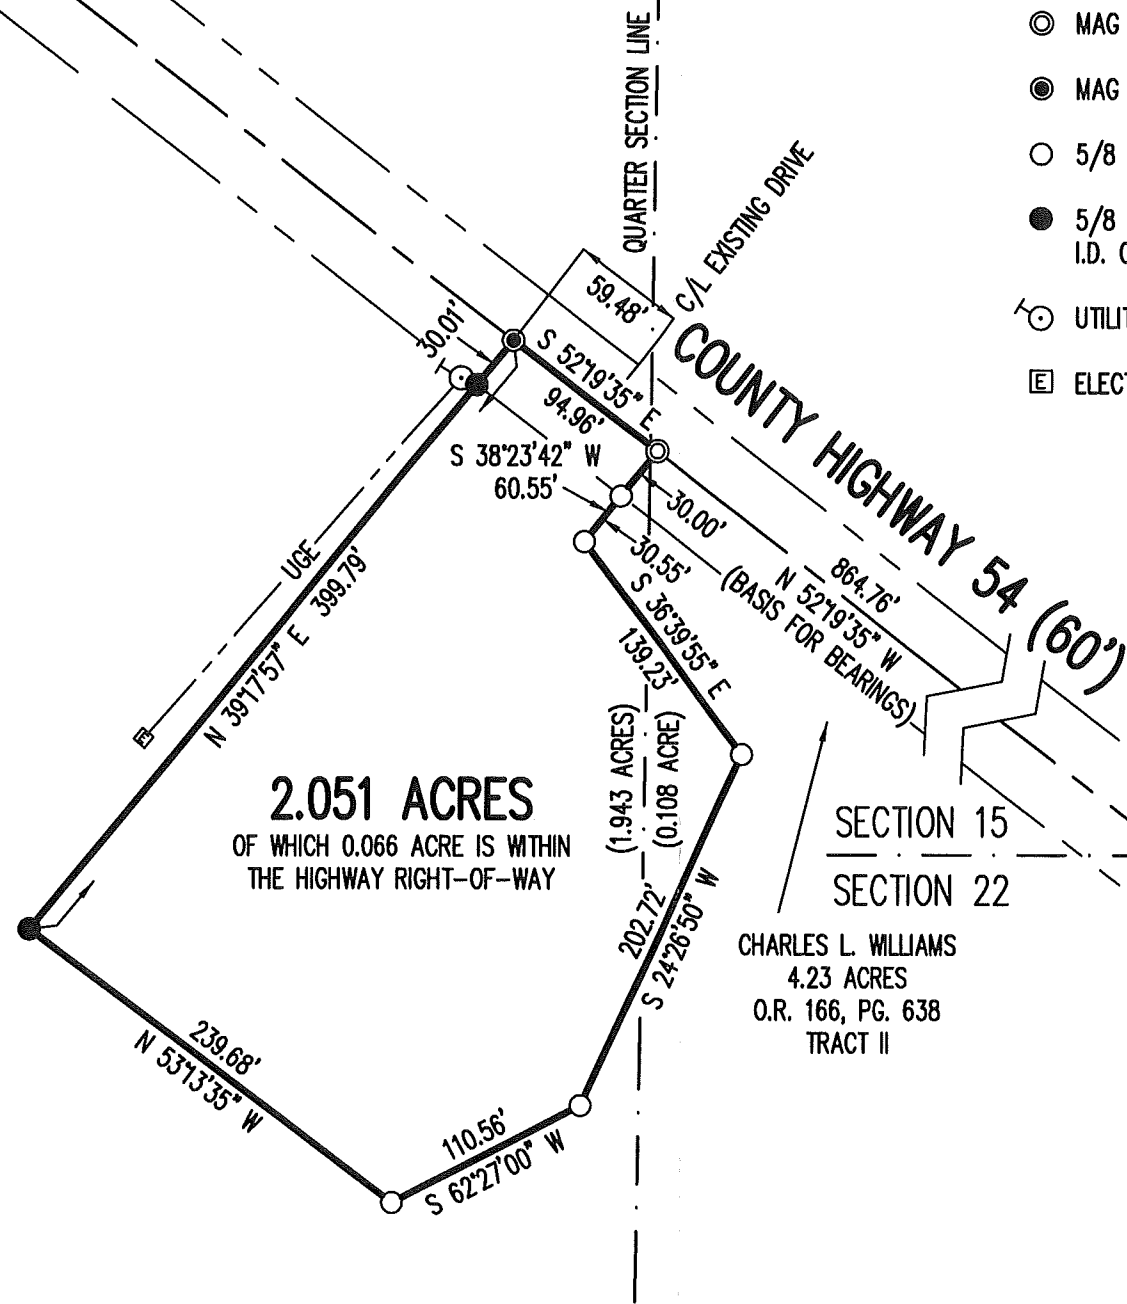 MAG
MAG
5/8
5/8
I.D.
UTILIT
E ELECT
QUARTER SECTION LINE
C/L EXISTING DRIVE
59.48'
30.01'
S 52°19'35" E
94.96'
COUNTY HIGHWAY 54 (60')
S 38°23'42" W
60.55'
30.00'
30.55'
864.76'
N 52°19'35" W
(BASIS FOR BEARINGS)
S 36°39'55" E
139.23'
UGE
N 39°17'57" E 399.79'
E
(1.943 ACRES)
(0.108 ACRE)
2.051 ACRES
OF WHICH 0.066 ACRE IS WITHIN
THE HIGHWAY RIGHT-OF-WAY
SECTION 15
SECTION 22
202.72'
S 24°26'50" W
CHARLES L. WILLIAMS
4.23 ACRES
O.R. 166, PG. 638
TRACT II
239.68'
N 53°13'35" W
110.56'
S 62°27'00" W